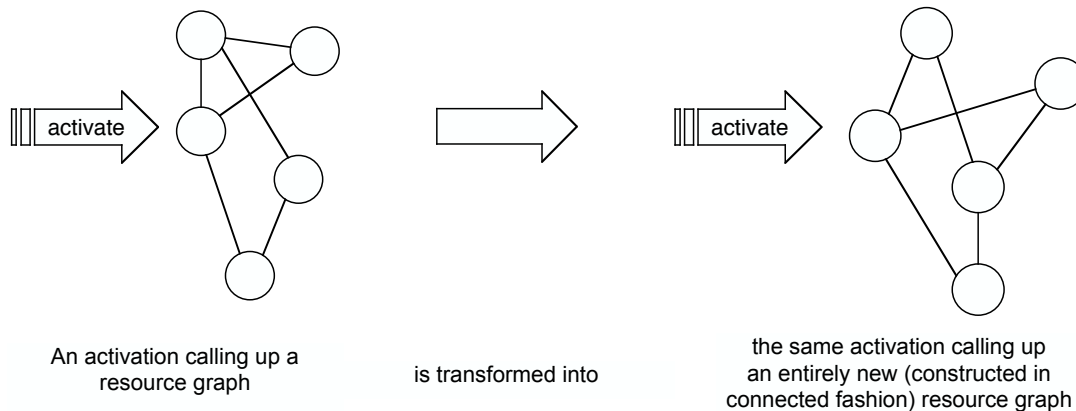 activate
activate
An activation calling up a
resource graph
is transformed into
the same activation calling up
an entirely new (constructed in
connected fashion) resource graph